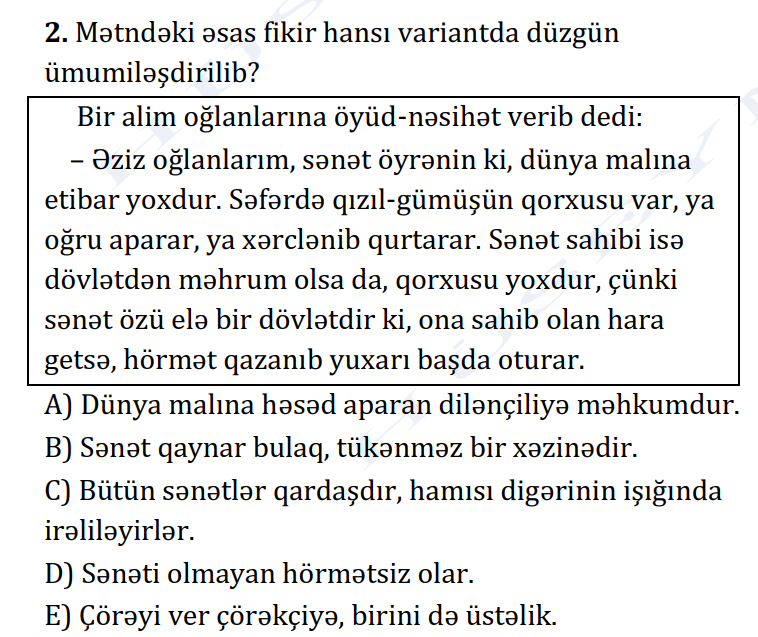 2. Mətndəki əsas fikir hansı variantda düzgün
ümumiləşdirilib?
Bir alim oğlanlarına öyüd-nəsihət verib dedi:
– Əziz oğlanlarım, sənət öyrənin ki, dünya malına
etibar yoxdur. Səfərdə qızıl-gümüşün qorxusu var, ya
oğru aparar, ya xərclənib qurtarar. Sənət sahibi isə
dövlətdən məhrum olsa da, qorxusu yoxdur, çünki
sənət özü elə bir dövlətdir ki, ona sahib olan hara
getsə, hörmət qazanıb yuxarı başda oturar.
A) Dünya malına həsəd aparan dilənçiliyə məhkumdur.
B) Sənət qaynar bulaq, tükənməz bir xəzinədir.
C) Bütün sənətlər qardaşdır, hamısı digərinin işığında
irəliləyirlər.
D) Sənəti olmayan hörmətsiz olar.
E) Çörəyi ver çörəkçiyə, birini də üstəlik.